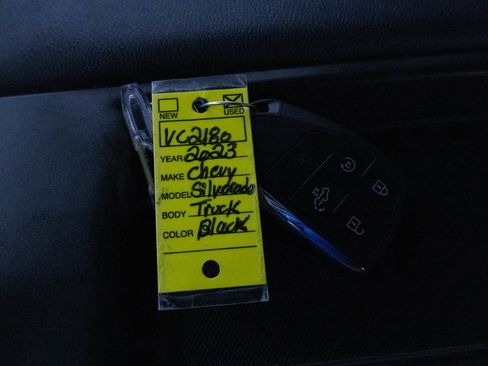 NEW USED
VC2180
YEAR 2023
MAKE Chevy
MODEL Silverado
BODY Truck
COLOR Black